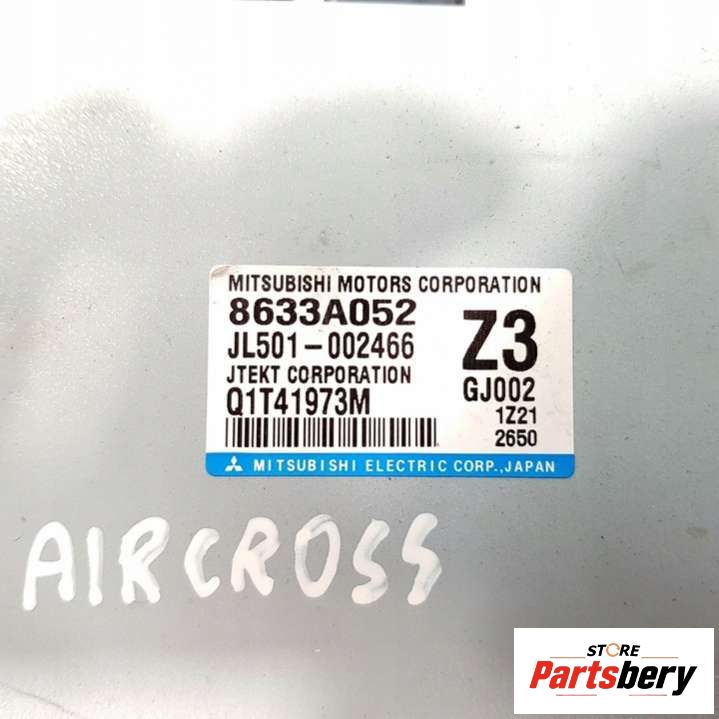 MITSUBISHI MOTORS CORPORATION
8633A052
JL501-002466
Z3
JTEKT CORPORATION
GJ002
Q1T41973M
1Z21
2650
MITSUBISHI ELECTRIC CORP.,JAPAN
AIRCROSS
STORE
Partsbery